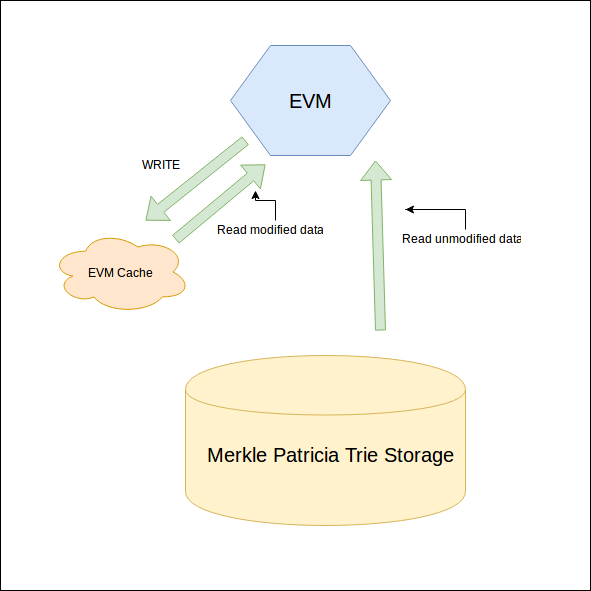 EVM
WRITE
Read modified data
Read unmodified data
EVM Cache
Merkle Patricia Trie Storage